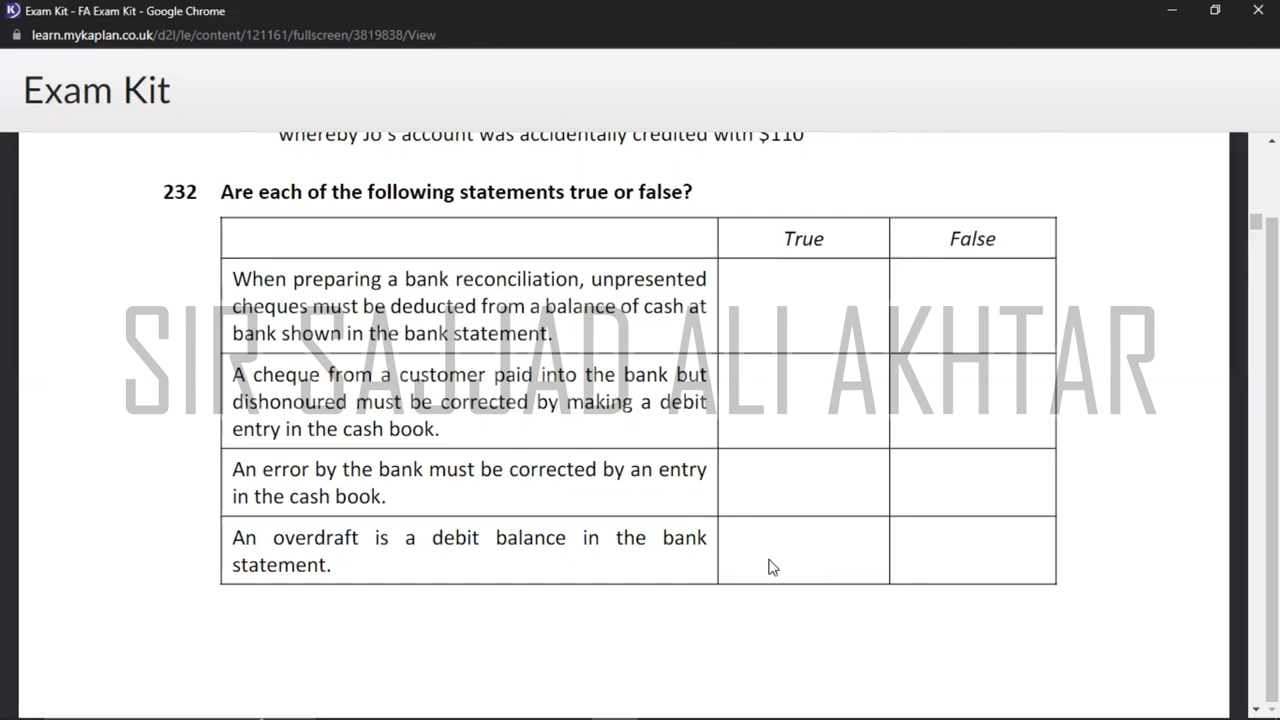 Exam Kit - FA Exam Kit - Google Chrome
learn.mykaplan.co.uk/d2l/le/content/121161/fullscreen/3819838/View
Exam Kit
whereby Jo's account was accidentally credited with $110
232 Are each of the following statements true or false?
True False
When preparing a bank reconciliation, unpresented
cheques must be deducted from a balance of cash at
bank shown in the bank statement.
A cheque from a customer paid into the bank but
dishonoured must be corrected by making a debit
entry in the cash book.
An error by the bank must be corrected by an entry
in the cash book.
An overdraft is a debit balance in the bank
statement.
SIR SAJJAD ALI AKHTAR